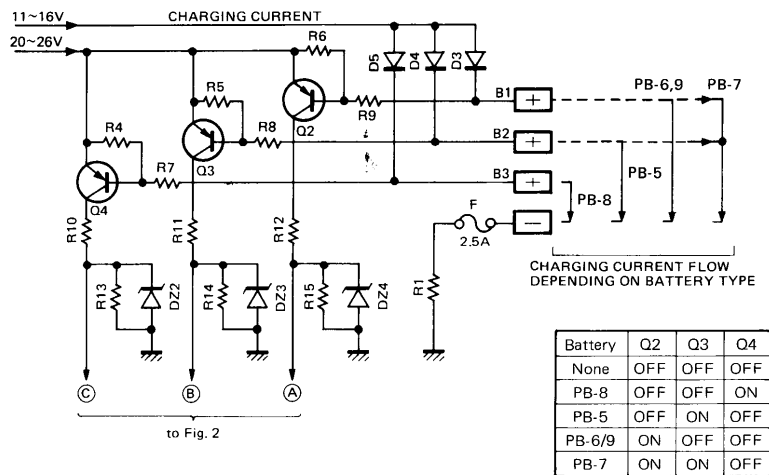 11~16V CHARGING CURRENT
20~26V
R6
D5 D4 D3
R5
B1 + PB-6,9 PB-7
Q2 R9
R4
R8
B2 +
Q3
R7
PB-5
B3 +
PB-8
Q4
F
R10 R11 R12
2.5A
−
R13 DZ2 R14 DZ3 R15 DZ4
R1
CHARGING CURRENT FLOW
DEPENDING ON BATTERY TYPE
C B A
to Fig. 2
Battery Q2 Q3 Q4
None OFF OFF OFF
PB-8 OFF OFF ON
PB-5 OFF ON OFF
PB-6/9 ON OFF OFF
PB-7 ON ON OFF